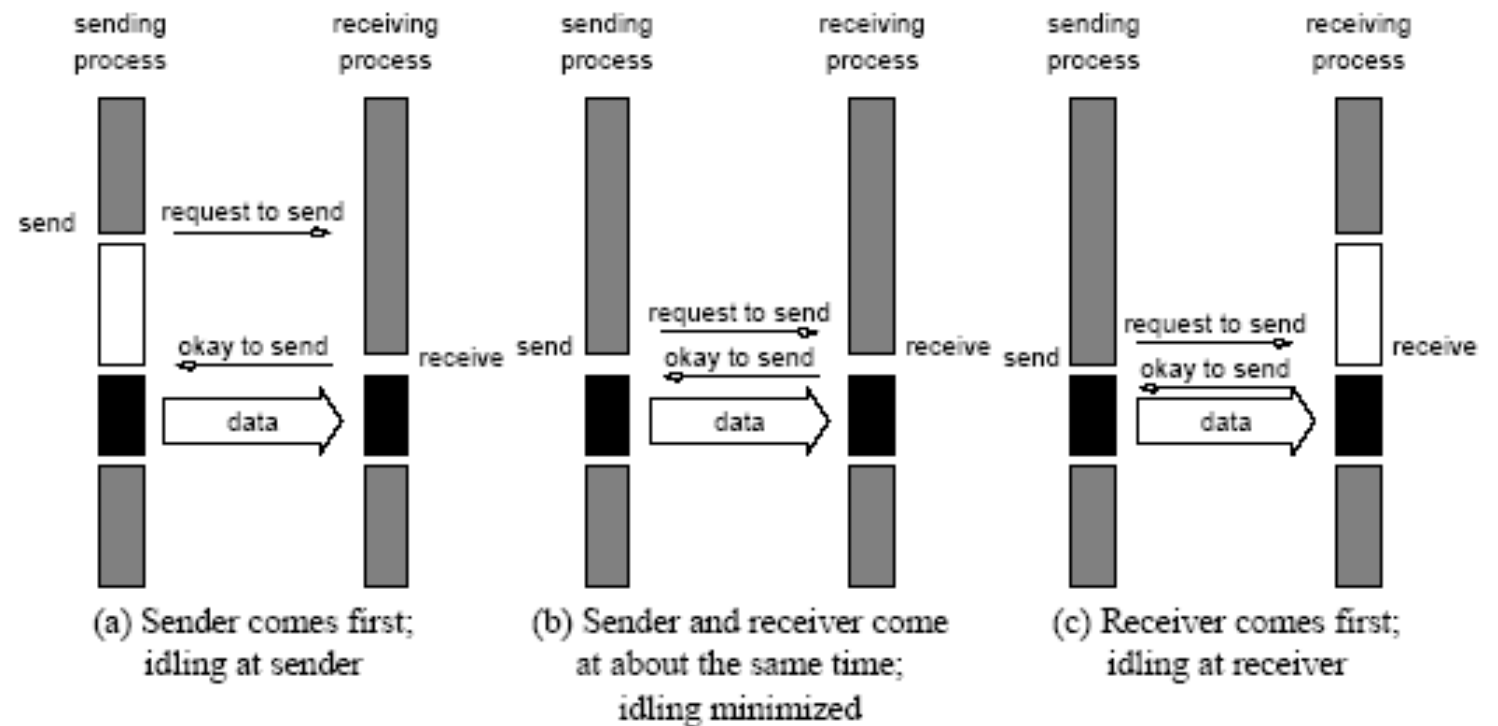 sending
process
receiving
process
send
request to send
okay to send
receive
data
(a) Sender comes first;
idling at sender
sending
process
receiving
process
request to send
send
okay to send
receive
data
(b) Sender and receiver come
at about the same time;
idling minimized
sending
process
receiving
process
request to send
send
okay to send
receive
data
(c) Receiver comes first;
idling at receiver